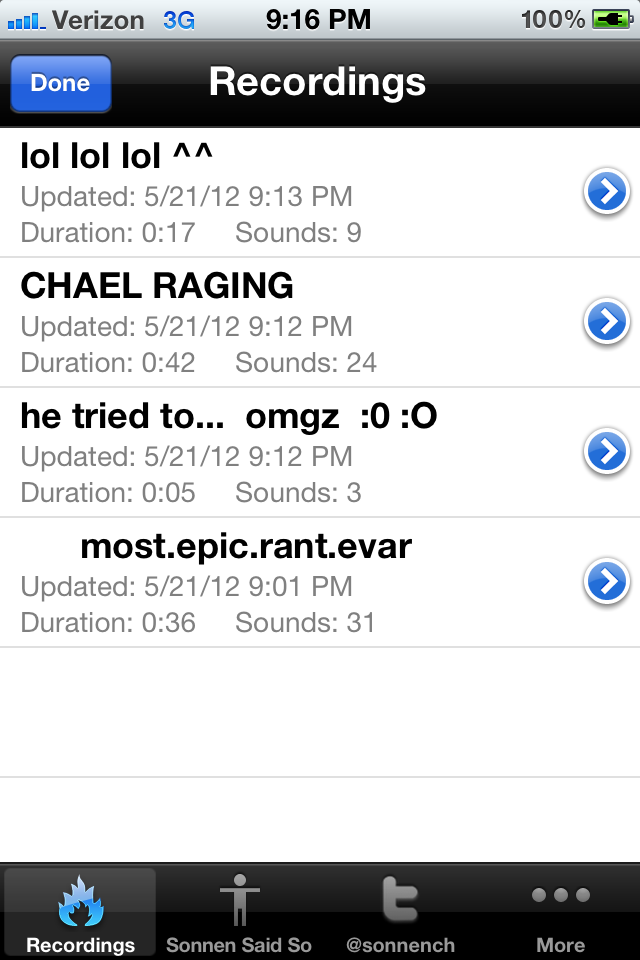 Verizon 3G 9:16 PM 100%
Done Recordings
lol lol lol ^^
Updated: 5/21/12 9:13 PM
Duration: 0:17 Sounds: 9
CHAEL RAGING
Updated: 5/21/12 9:12 PM
Duration: 0:42 Sounds: 24
he tried to... omgz :0 :O
Updated: 5/21/12 9:12 PM
Duration: 0:05 Sounds: 3
most.epic.rant.evar
Updated: 5/21/12 9:01 PM
Duration: 0:36 Sounds: 31
Recordings Sonnen Said So @sonnench More